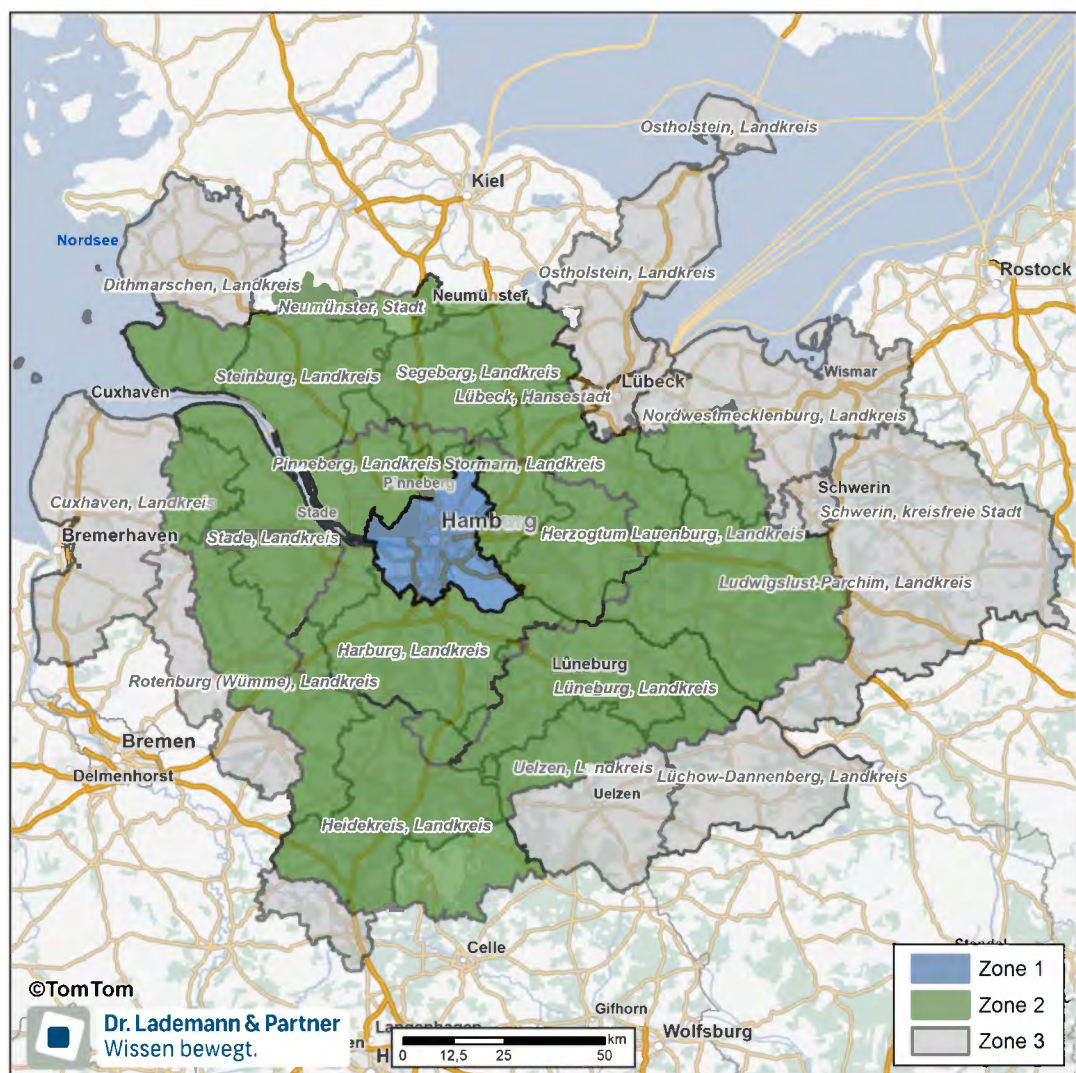 Ostholstein, Landkreis
Kiel
Nordsee
Ostholstein, Landkreis
Rostock
Dithmarschen, Landkreis
Neumünster
Neumünster, Stadt
Steinburg, Landkreis
Segeberg, Landkreis
Lübeck
Wismar
Cuxhaven
Lübeck, Hansestadt
Nordwestmecklenburg, Landkreis
Pinneberg, Landkreis
Stormarn, Landkreis
Pinneberg
Schwerin
Cuxhaven, Landkreis
Stade
Hamburg
Schwerin, kreisfreie Stadt
Bremerhaven
Stade, Landkreis
Herzogtum Lauenburg, Landkreis
Ludwigslust-Parchim, Landkreis
Harburg, Landkreis
Lüneburg
Rotenburg (Wümme), Landkreis
Lüneburg, Landkreis
Bremen
Delmenhorst
Uelzen, Landkreis
Lüchow-Dannenberg, Landkreis
Uelzen
Heidekreis, Landkreis
Celle
Zone 1
©TomTom
Zone 2
Gifhorn
Dr. Lademann & Partner
Wissen bewegt.
Wolfsburg
Zone 3
km
0 12,5 25 50